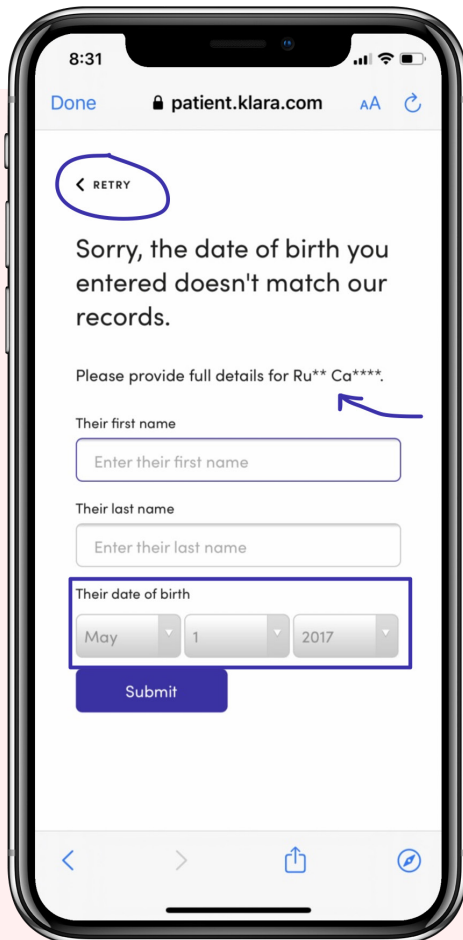 8:31
Done patient.klara.com AA
RETRY
Sorry, the date of birth you
entered doesn't match our
records.
Please provide full details for Ru** Ca****.
Their first name
Enter their first name
Their last name
Enter their last name
Their date of birth
May 1 2017
Submit